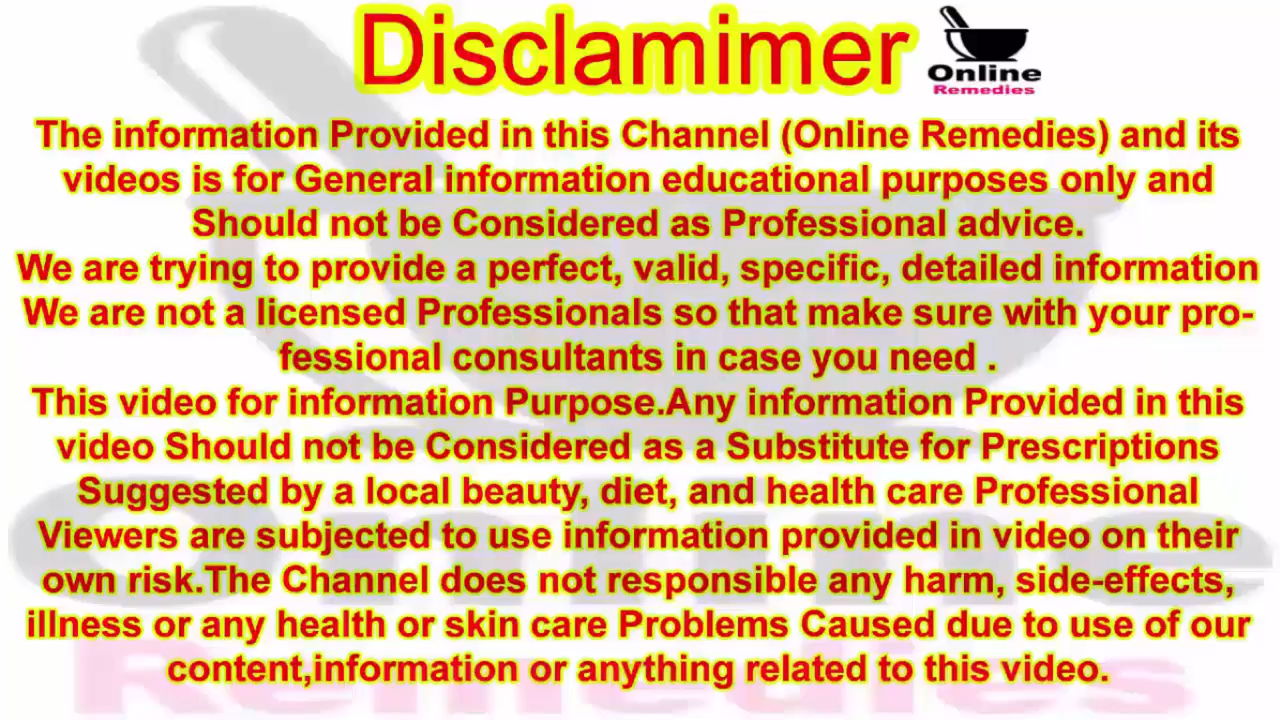 Disclamimer
Online
Remedies
The information Provided in this Channel (Online Remedies) and its
videos is for General information educational purposes only and
Should not be Considered as Professional advice.
We are trying to provide a perfect, valid, specific, detailed information
We are not a licensed Professionals so that make sure with your pro-
fessional consultants in case you need .
This video for information Purpose.Any information Provided in this
video Should not be Considered as a Substitute for Prescriptions
Suggested by a local beauty, diet, and health care Professional
Viewers are subjected to use information provided in video on their
own risk.The Channel does not responsible any harm, side-effects,
illness or any health or skin care Problems Caused due to use of our
content,information or anything related to this video.
Online
Remedies